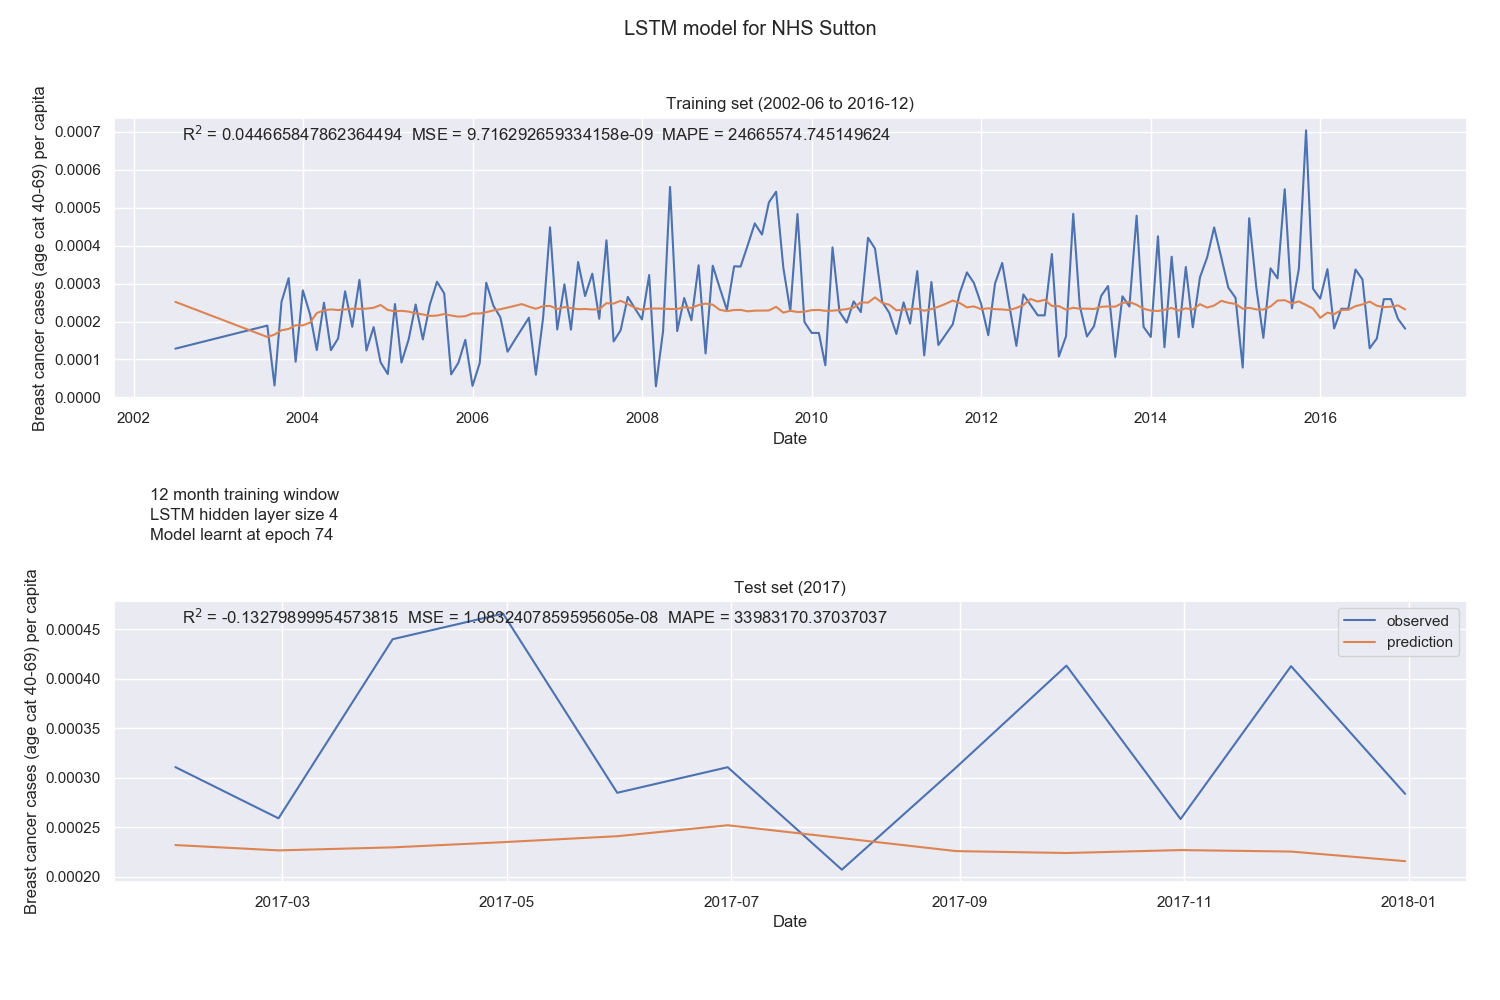 LSTM model for NHS Sutton
Training set (2002-06 to 2016-12)
R² = 0.044665847862364494 MSE = 9.716292659334158e-09 MAPE = 24665574.745149624
Breast cancer cases (age cat 40-69) per capita
0.0007
0.0006
0.0005
0.0004
0.0003
0.0002
0.0001
0.0000
2002 2004 2006 2008 2010 2012 2014 2016
Date
12 month training window
LSTM hidden layer size 4
Model learnt at epoch 74
Test set (2017)
R² = -0.13279899954573815 MSE = 1.0832407859595605e-08 MAPE = 33983170.37037037
observed
prediction
Breast cancer cases (age cat 40-69) per capita
0.00045
0.00040
0.00035
0.00030
0.00025
0.00020
2017-03 2017-05 2017-07 2017-09 2017-11 2018-01
Date